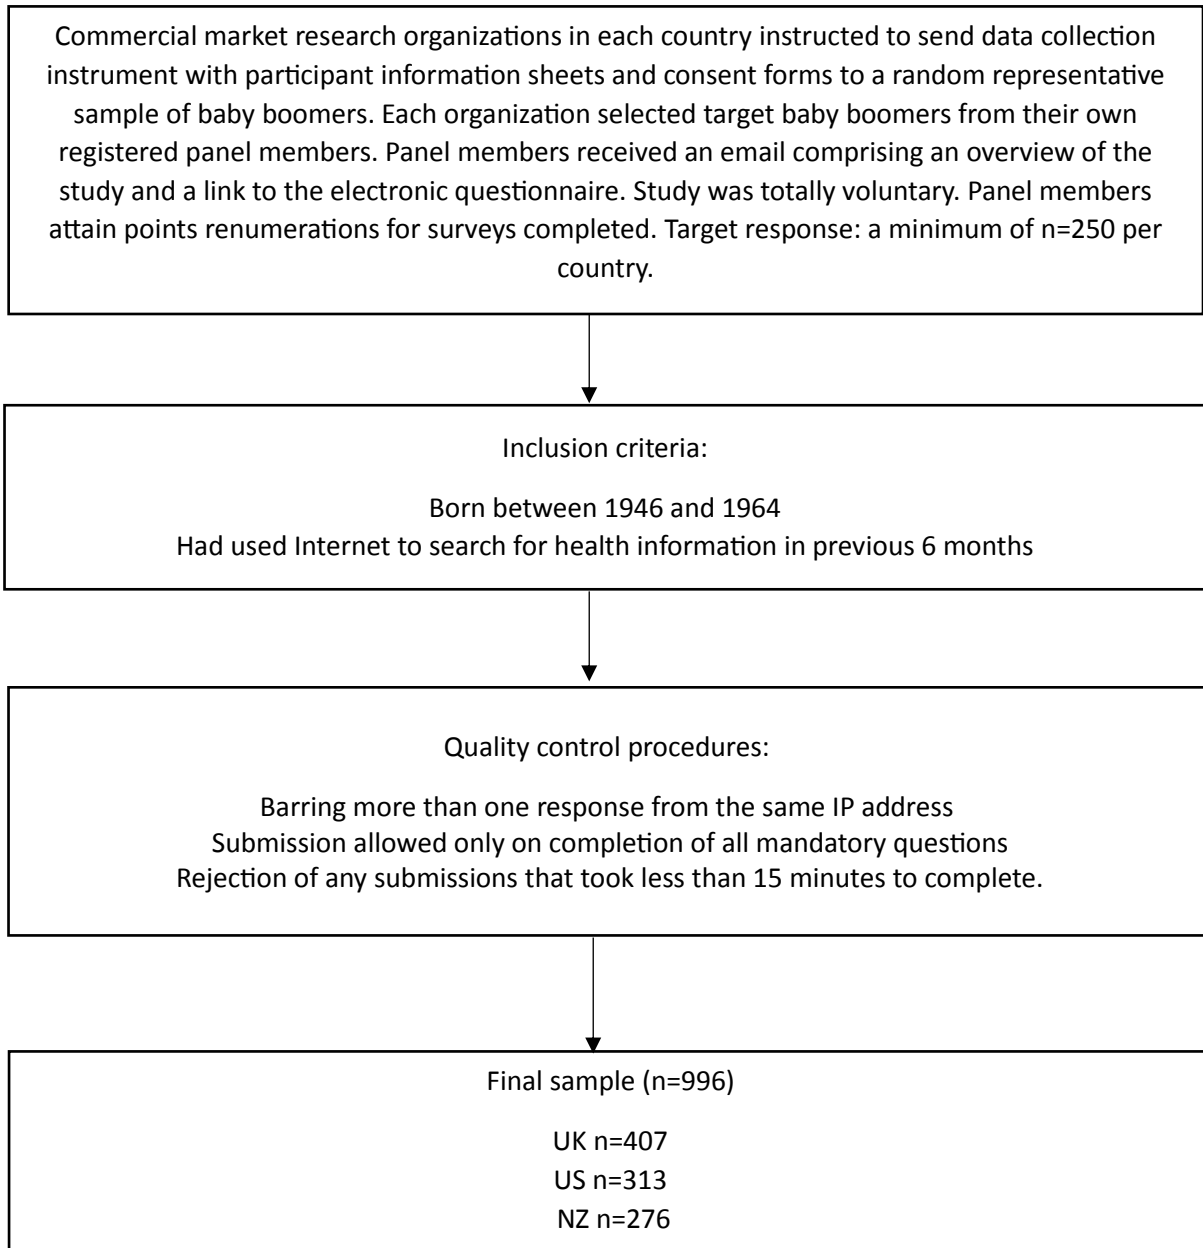 Commercial market research organizations in each country instructed to send data collection
instrument with participant information sheets and consent forms to a random representative
sample of baby boomers. Each organization selected target baby boomers from their own
registered panel members. Panel members received an email comprising an overview of the
study and a link to the electronic questionnaire. Study was totally voluntary. Panel members
attain points renumerations for surveys completed. Target response: a minimum of n=250 per
country.
Inclusion criteria:
Born between 1946 and 1964
Had used Internet to search for health information in previous 6 months
Quality control procedures:
Barring more than one response from the same IP address
Submission allowed only on completion of all mandatory questions
Rejection of any submissions that took less than 15 minutes to complete.
Final sample (n=996)
UK n=407
US n=313
NZ n=276